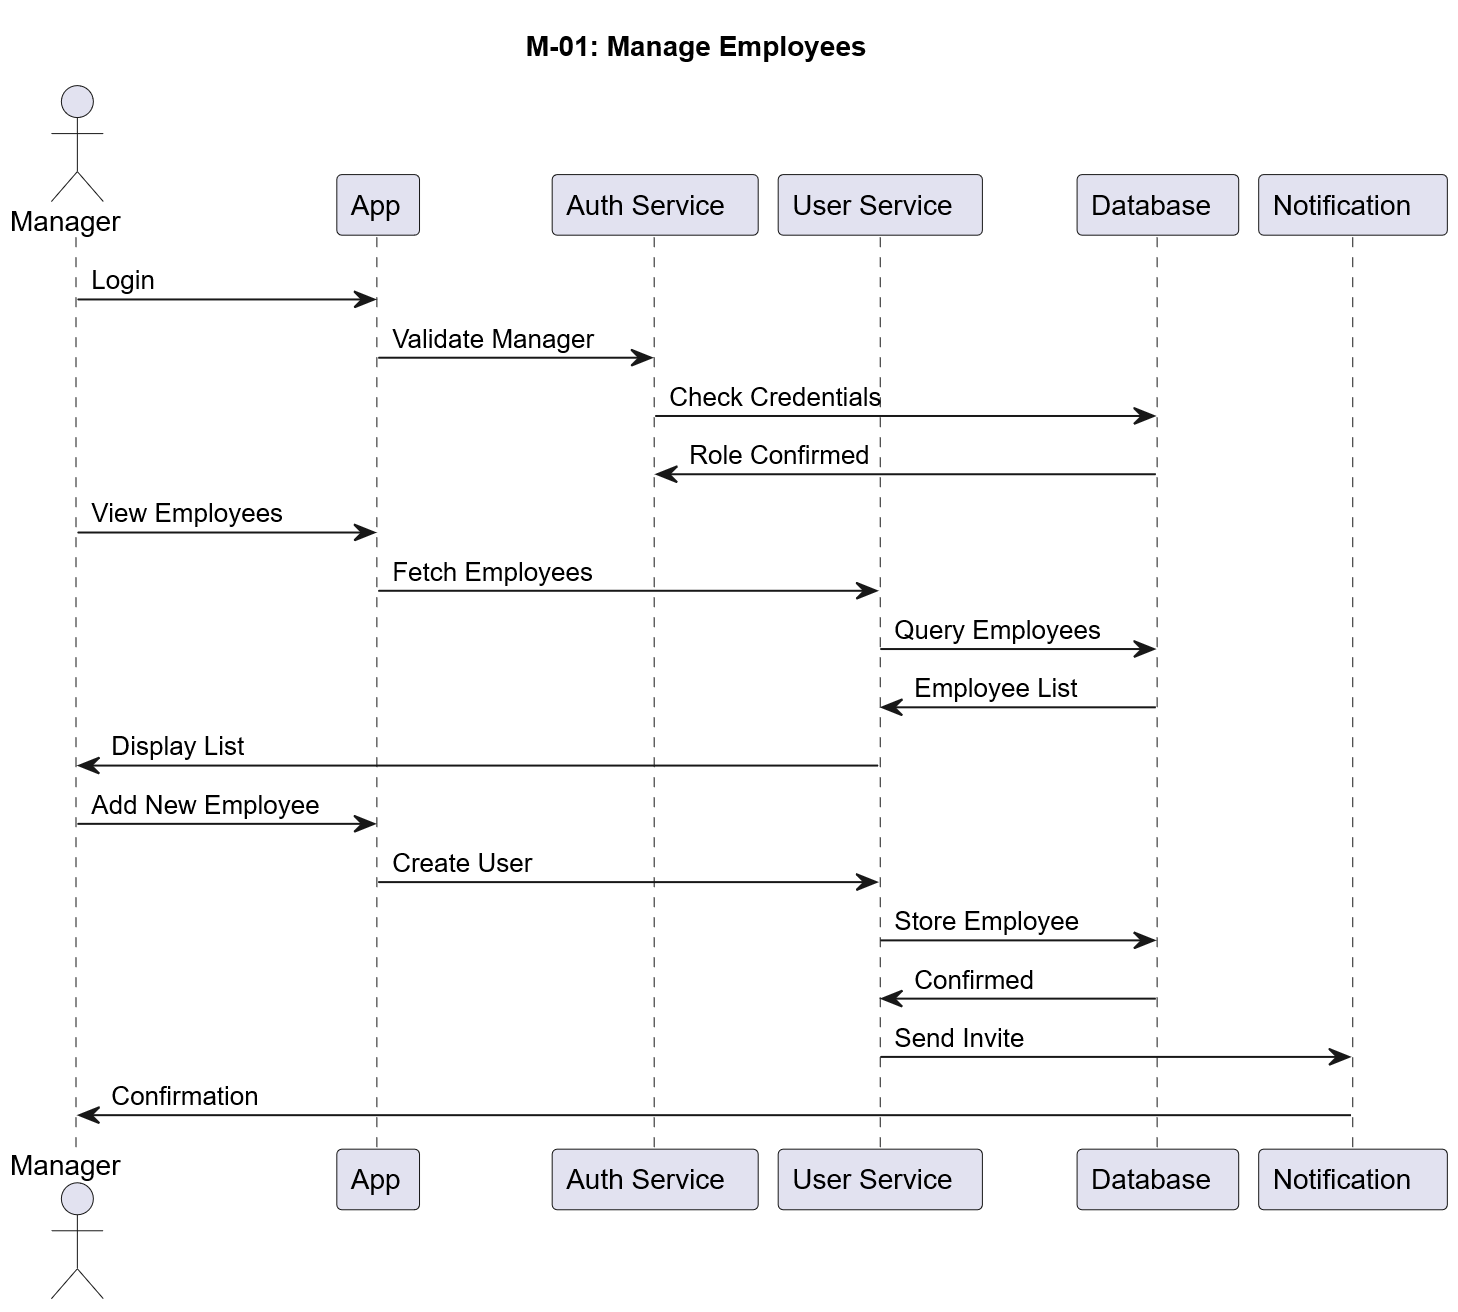 M-01: Manage Employees
Manager
App
Auth Service
User Service
Database
Notification
Login
Validate Manager
Check Credentials
Role Confirmed
View Employees
Fetch Employees
Query Employees
Employee List
Display List
Add New Employee
Create User
Store Employee
Confirmed
Send Invite
Confirmation
Manager
App
Auth Service
User Service
Database
Notification